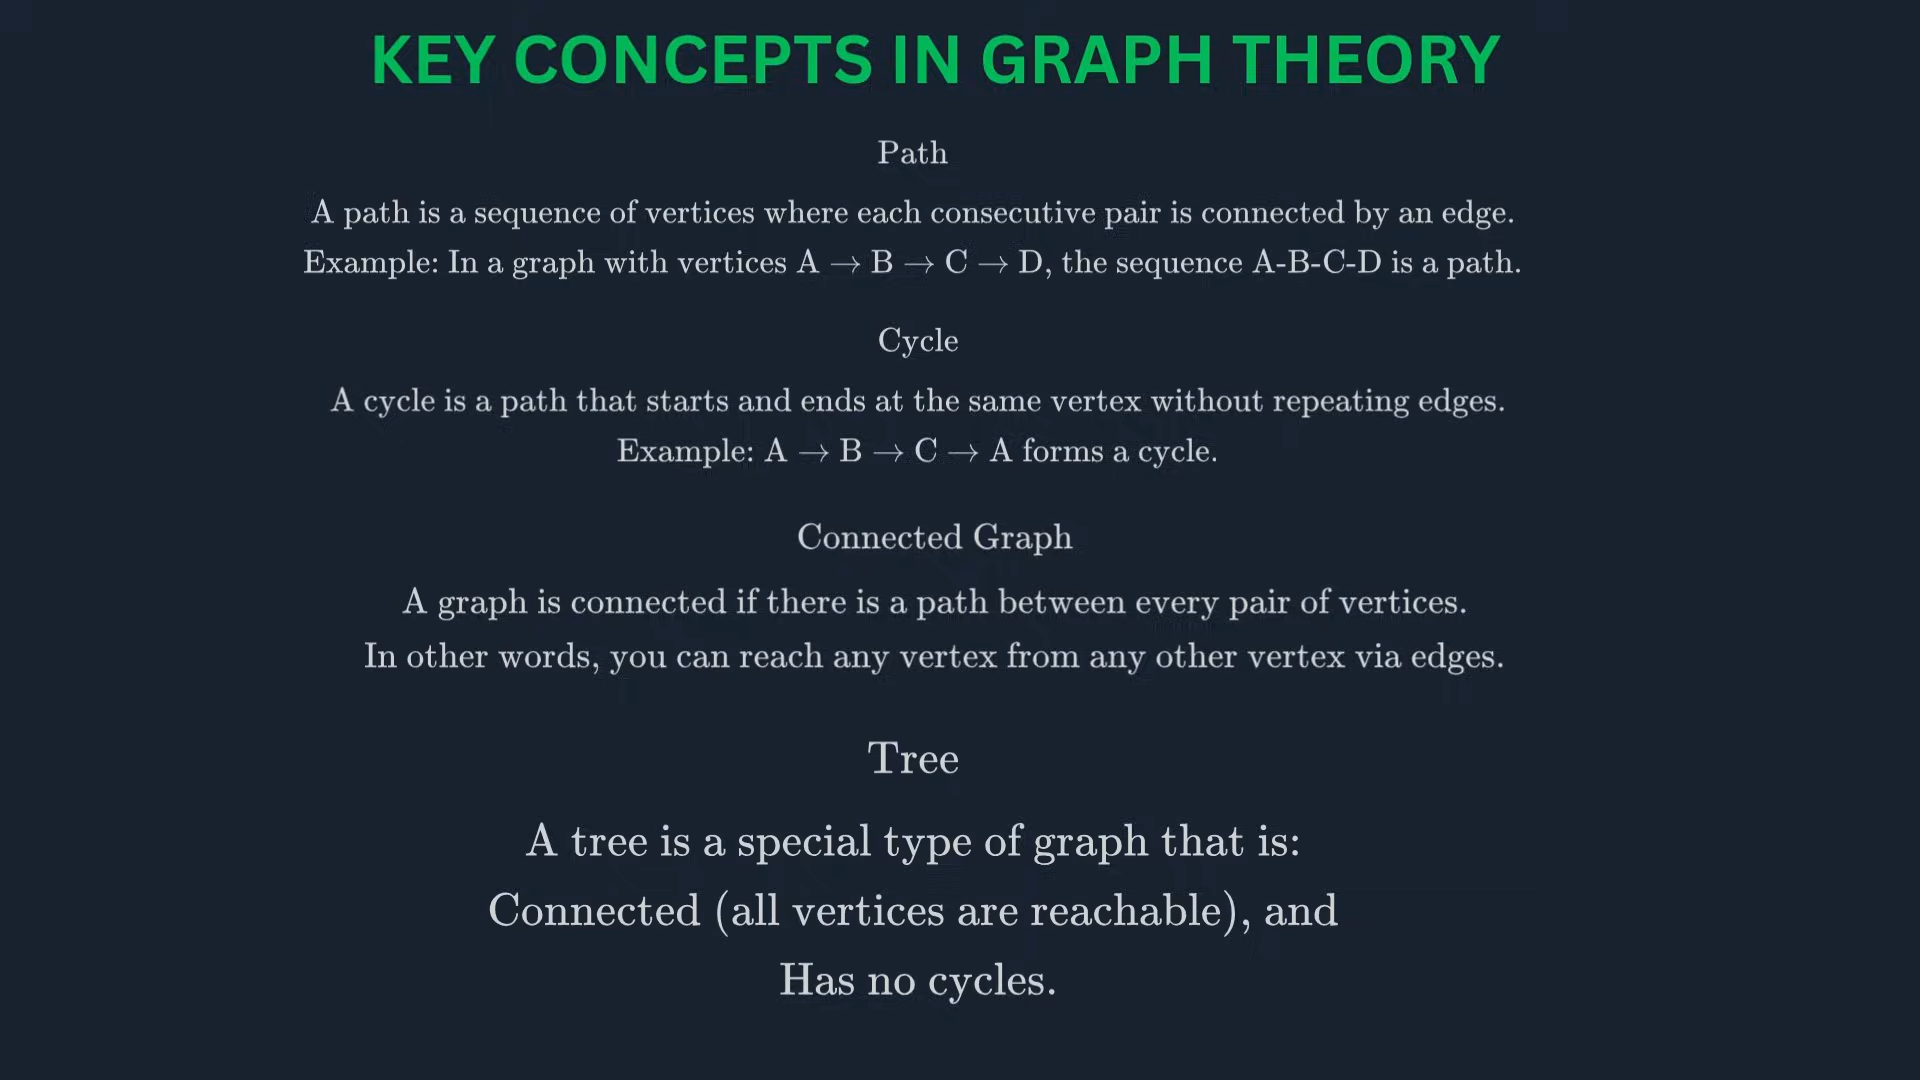 KEY CONCEPTS IN GRAPH THEORY
Path
A path is a sequence of vertices where each consecutive pair is connected by an edge.
Example: In a graph with vertices A → B → C → D, the sequence A-B-C-D is a path.
Cycle
A cycle is a path that starts and ends at the same vertex without repeating edges.
Example: A → B → C → A forms a cycle.
Connected Graph
A graph is connected if there is a path between every pair of vertices.
In other words, you can reach any vertex from any other vertex via edges.
Tree
A tree is a special type of graph that is:
Connected (all vertices are reachable), and
Has no cycles.